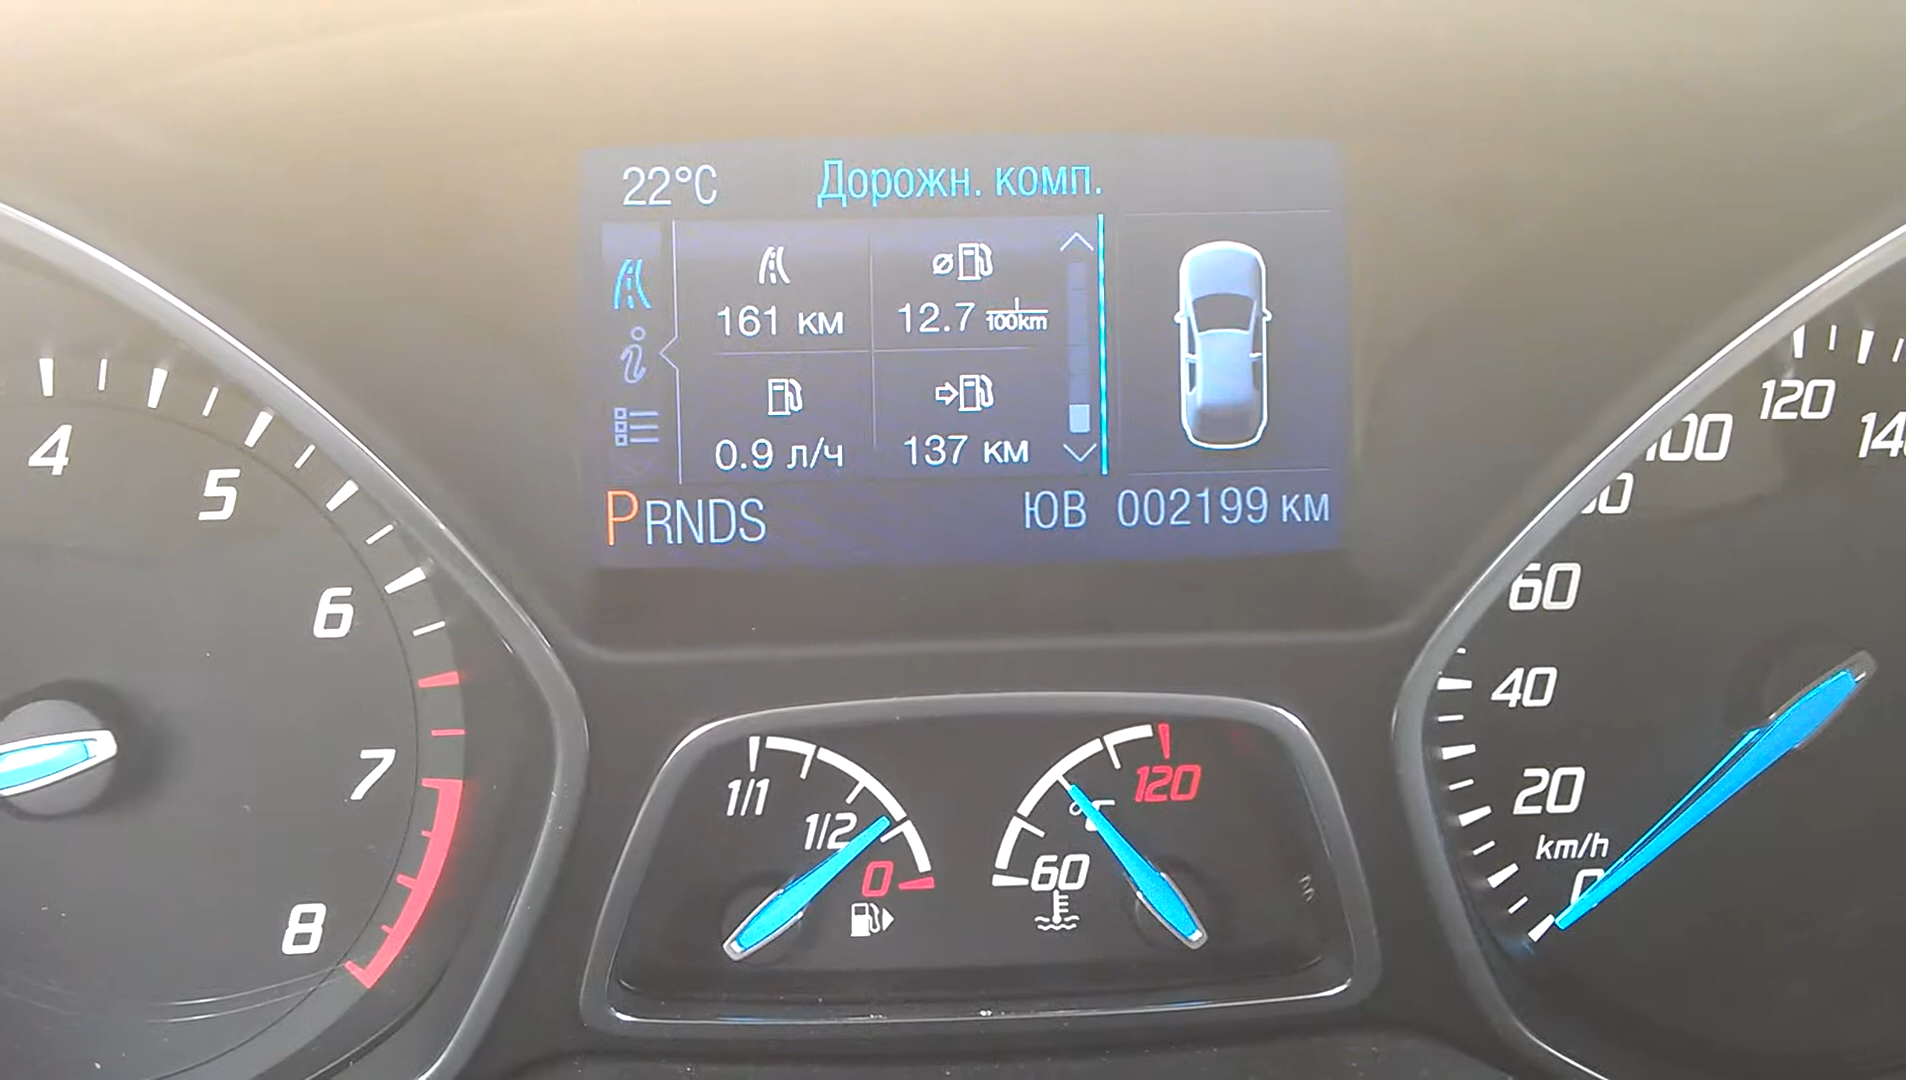 22°C Дорожн. комп.
161 км
12.7 l/100km
0.9 л/ч
137 км
PRNDS
ЮВ 002199 км
4
5
6
7
8
1/1
1/2
0
60
°C
120
0
20
40
60
100
120
km/h